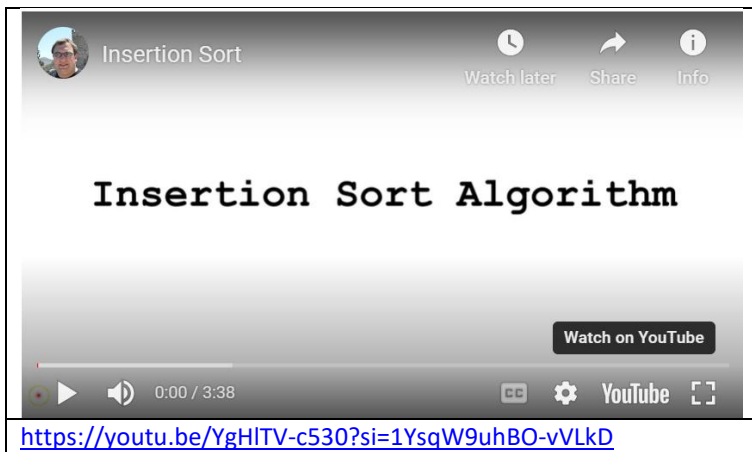 Insertion Sort
Watch later Share Info
Insertion Sort Algorithm
Watch on YouTube
0:00 / 3:38
CC YouTube
https://youtu.be/YgHlTV-c530?si=1YsqW9uhBO-vVLkD